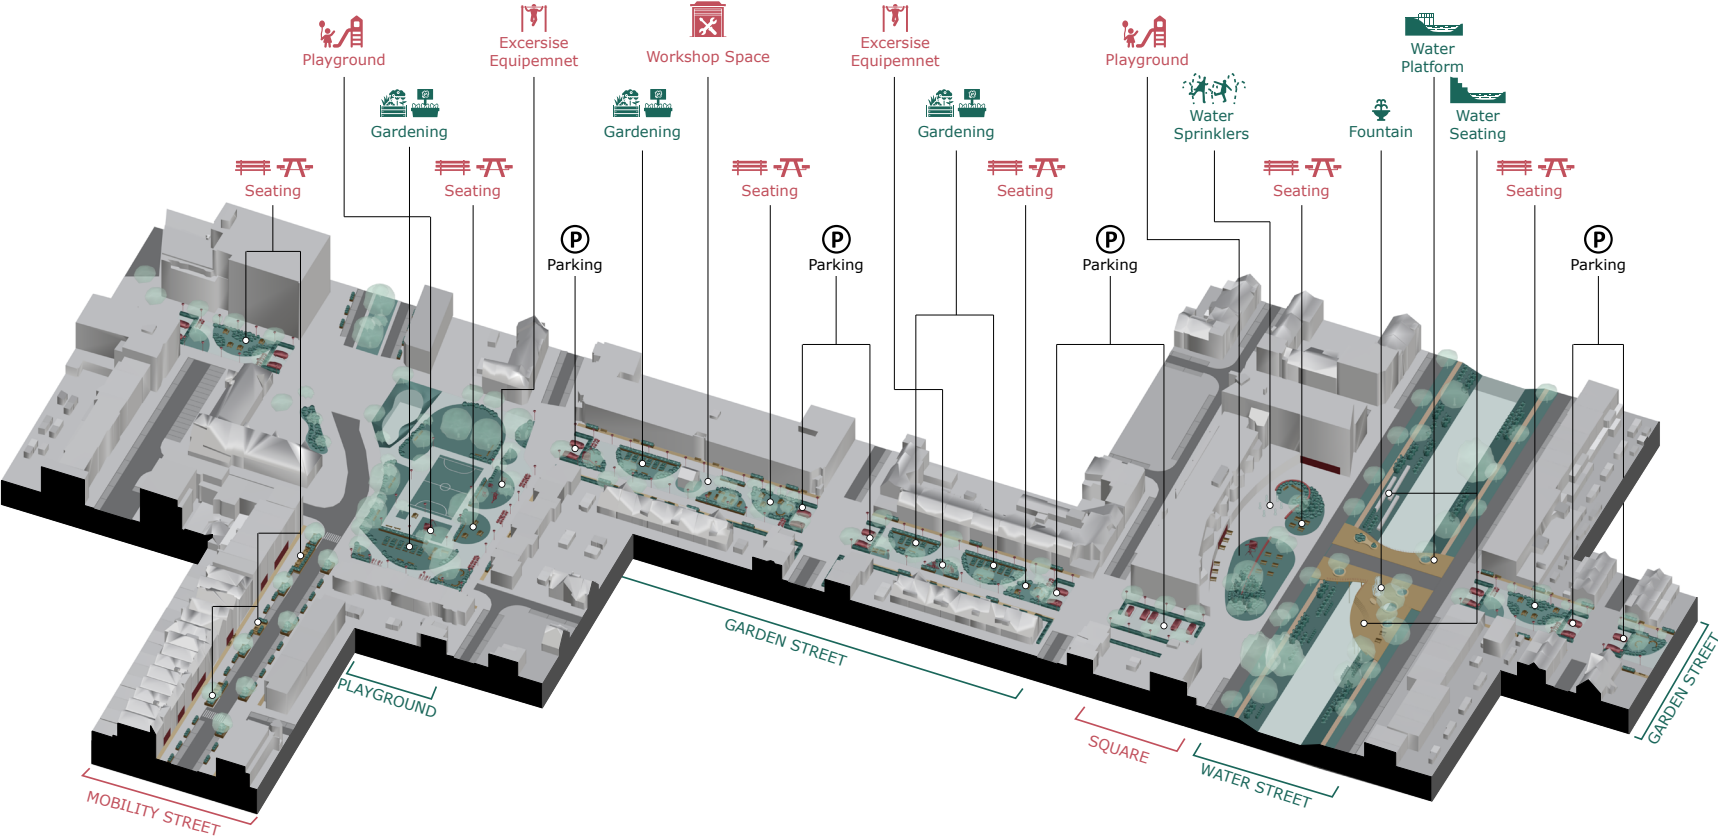 Playground
Excersise
Equipemnet
Workshop Space
Excersise
Equipemnet
Playground
Water
Platform
Gardening
Gardening
Gardening
Water
Sprinklers
Fountain
Water
Seating
Seating
Seating
Seating
Seating
Seating
Seating
P
Parking
P
Parking
P
Parking
P
Parking
GARDEN STREET
GARDEN STREET
PLAYGROUND
SQUARE
WATER STREET
MOBILITY STREET